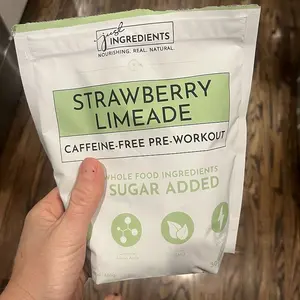 just
INGREDIENTS
NOURISHING. REAL. NATURAL.
STRAWBERRY
LIMEADE
CAFFEINE-FREE PRE-WORKOUT
WHOLE FOOD INGREDIENTS
SUGAR ADDED